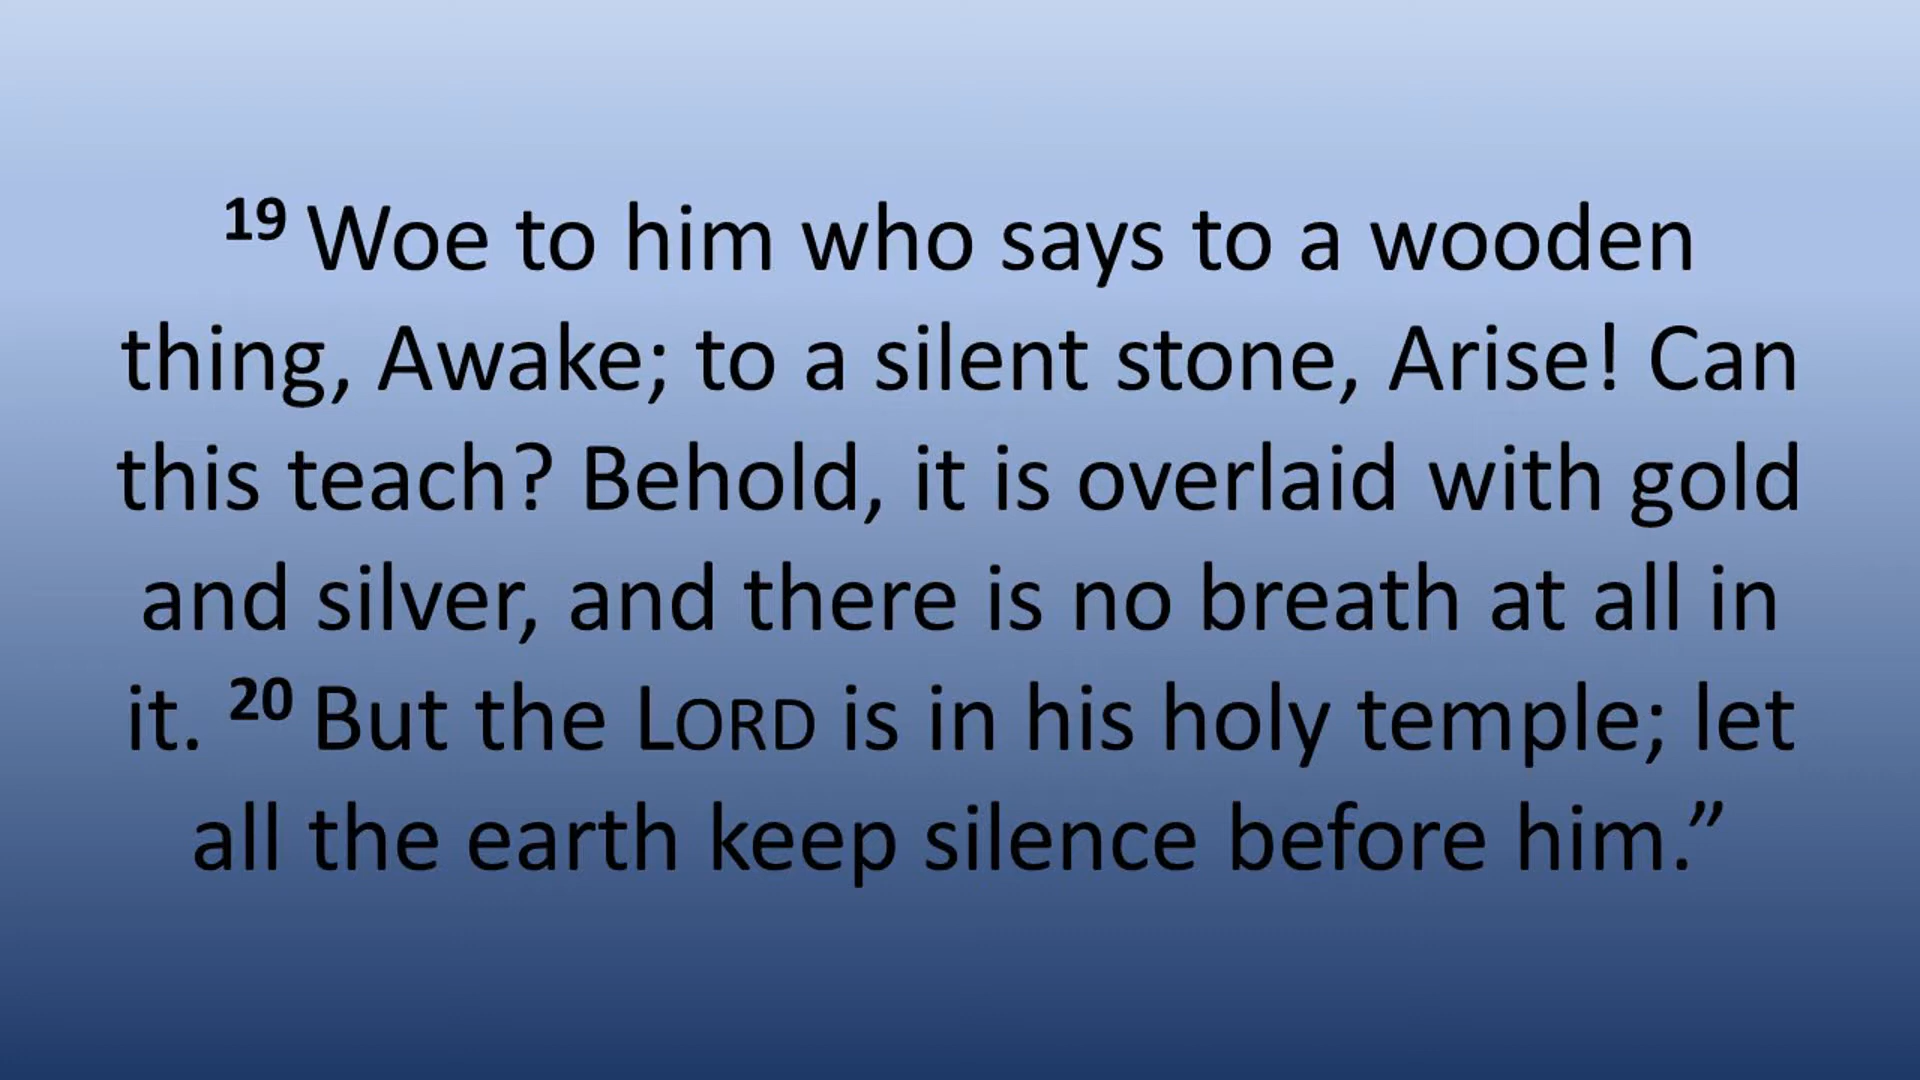 19 Woe to him who says to a wooden
thing, Awake; to a silent stone, Arise! Can
this teach? Behold, it is overlaid with gold
and silver, and there is no breath at all in
it. 20 But the LORD is in his holy temple; let
all the earth keep silence before him.”